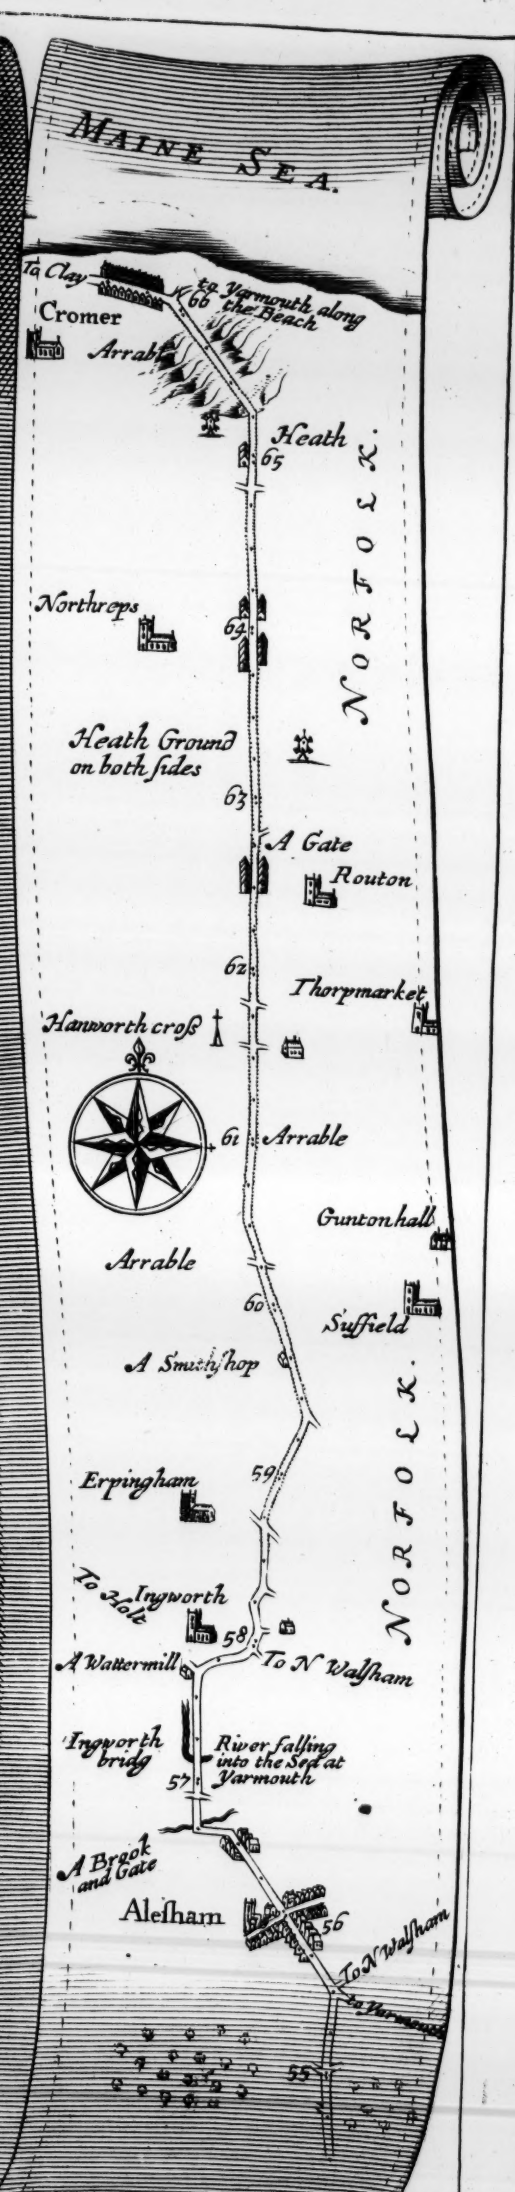 MAINE SEA.
To Clay
66
to Yarmouth along
the Beach
Cromer
Arrable
Heath
65
NORFOLK.
Northreps
64
Heath Ground
on both ſides
63
A Gate
Routon
62
Thorpmarket
Hanworth croſs
61
Arrable
Guntonhall
Arrable
60
Suffield
A Smithſhop
NORFOLK.
59
Erpingham
To Holt
Ingworth
58
A Wattermill
To N Walſham
Ingworth
bridg
River falling
into the Sea at
Yarmouth
57
A Brook
and Gate
Aleſham
56
To N Walſham
to Yarmouth
55